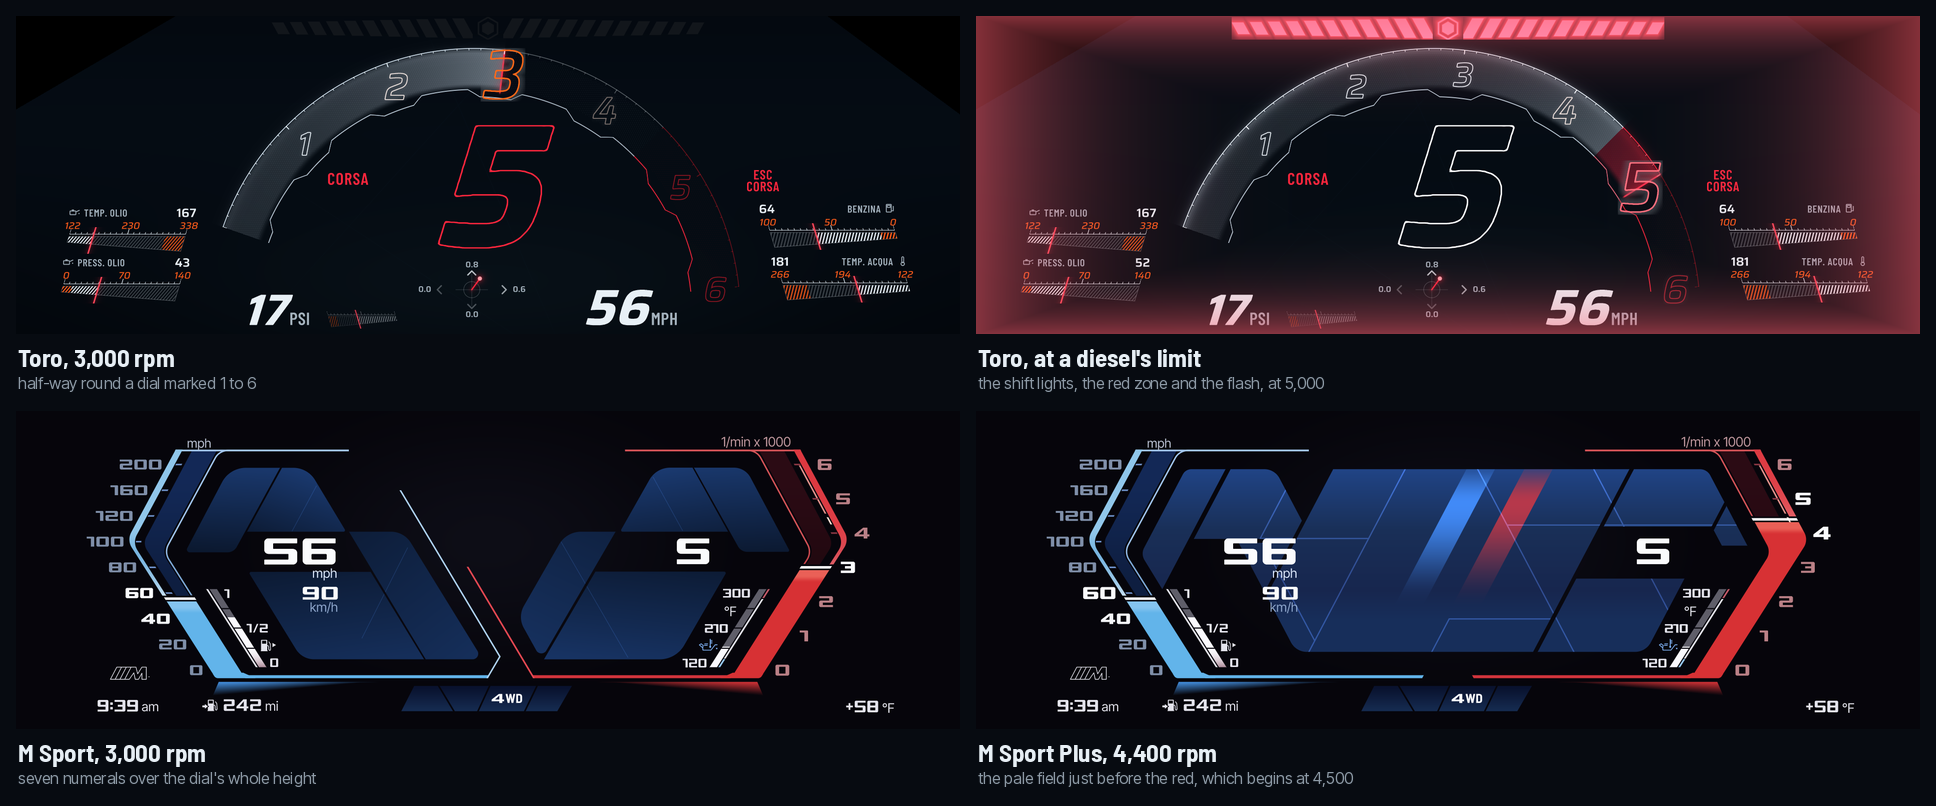 1
2
3
4
5
6
CORSA
5
ESC
CORSA
TEMP. OLIO 167
122 230 338
PRESS. OLIO 43
0 70 140
64 BENZINA
100 50 0
181 TEMP. ACQUA
266 194 122
0.8
0.0 0.6
0.0
17 PSI
56 MPH
Toro, 3,000 rpm
half-way round a dial marked 1 to 6
1
2
3
4
5
6
CORSA
5
ESC
CORSA
TEMP. OLIO 167
122 230 338
PRESS. OLIO 52
0 70 140
64 BENZINA
100 50 0
181 TEMP. ACQUA
266 194 122
0.8
0.0 0.6
0.0
17 PSI
56 MPH
Toro, at a diesel's limit
the shift lights, the red zone and the flash, at 5,000
mph
200
160
120
100
80
60
40
20
0
56
mph
90
km/h
1
1/2
0
1/min x 1000
6
5
4
3
2
1
0
5
300
°F
210
120
M
9:39 am
242 mi
4WD
+58 °F
M Sport, 3,000 rpm
seven numerals over the dial's whole height
mph
200
160
120
100
80
60
40
20
0
56
mph
90
km/h
1
1/2
0
1/min x 1000
6
5
4
3
2
1
0
5
300
°F
210
120
M
9:39 am
242 mi
4WD
+58 °F
M Sport Plus, 4,400 rpm
the pale field just before the red, which begins at 4,500